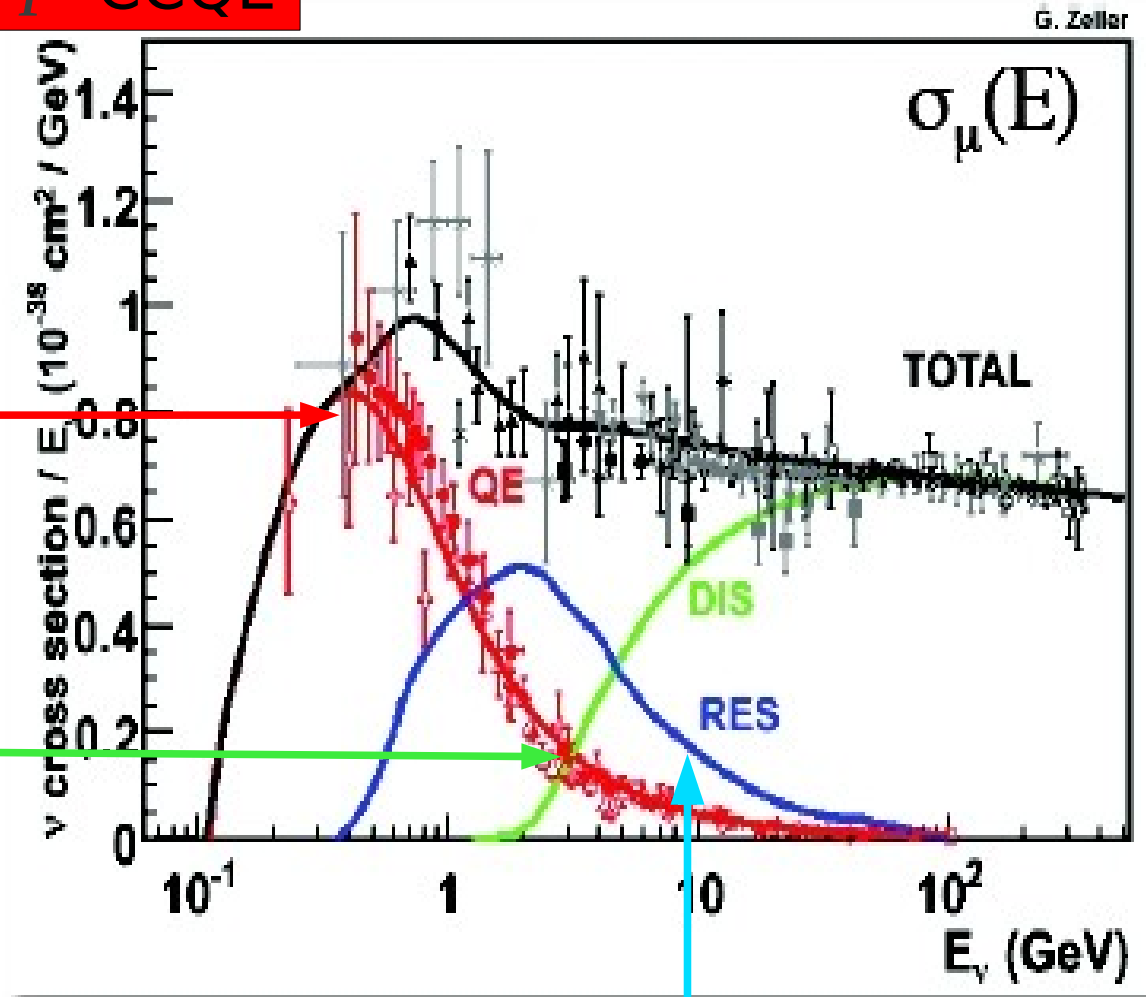 CCQE
G. Zeller
ν cross section / E (10⁻³⁸ cm² / GeV)
σμ(E)
1.4
1.2
1
0.8
0.6
0.4
0.2
0
TOTAL
QE
DIS
RES
10⁻¹
1
10
10²
Eν (GeV)